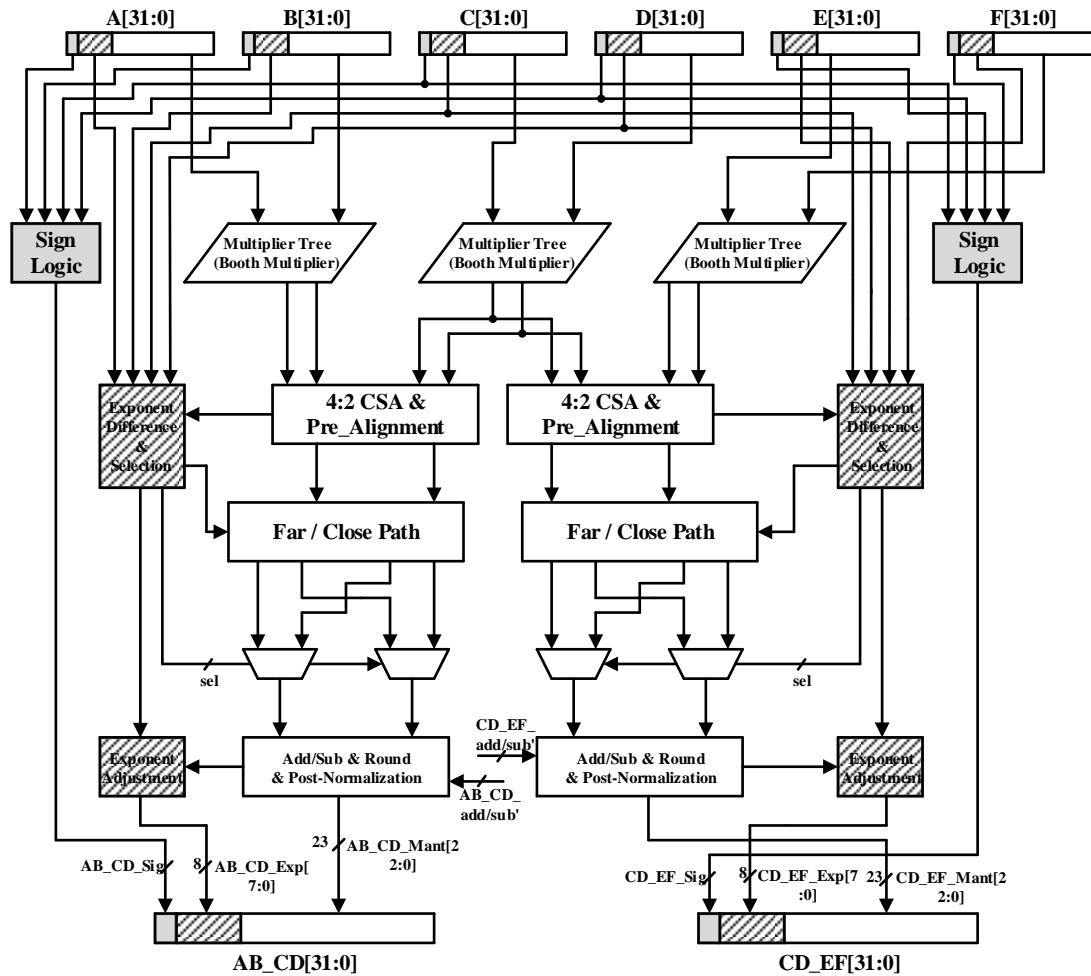 A[31:0]
B[31:0]
C[31:0]
D[31:0]
E[31:0]
F[31:0]
Sign
Logic
Multiplier Tree
(Booth Multiplier)
Multiplier Tree
(Booth Multiplier)
Multiplier Tree
(Booth Multiplier)
Sign
Logic
Exponent
Difference
&
Selection
4:2 CSA &
Pre_Alignment
4:2 CSA &
Pre_Alignment
Exponent
Difference
&
Selection
Far / Close Path
Far / Close Path
sel
sel
Exponent
Adjustment
Add/Sub & Round
& Post-Normalization
CD_EF_
add/sub'
AB_CD_
add/sub'
Add/Sub & Round
& Post-Normalization
Exponent
Adjustment
AB_CD_Sig
8
AB_CD_Exp[
7:0]
23
AB_CD_Mant[2
2:0]
CD_EF_Sig
8
CD_EF_Exp[7
:0]
23
CD_EF_Mant[2
2:0]
AB_CD[31:0]
CD_EF[31:0]